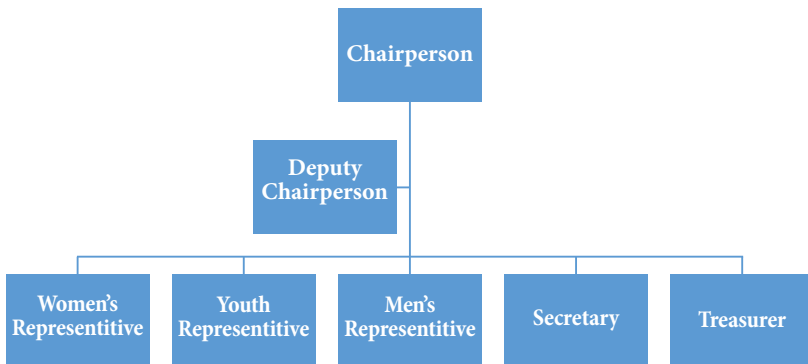 Chairperson
Deputy
Chairperson
Women's
Representitive
Youth
Representitive
Men's
Representitive
Secretary
Treasurer